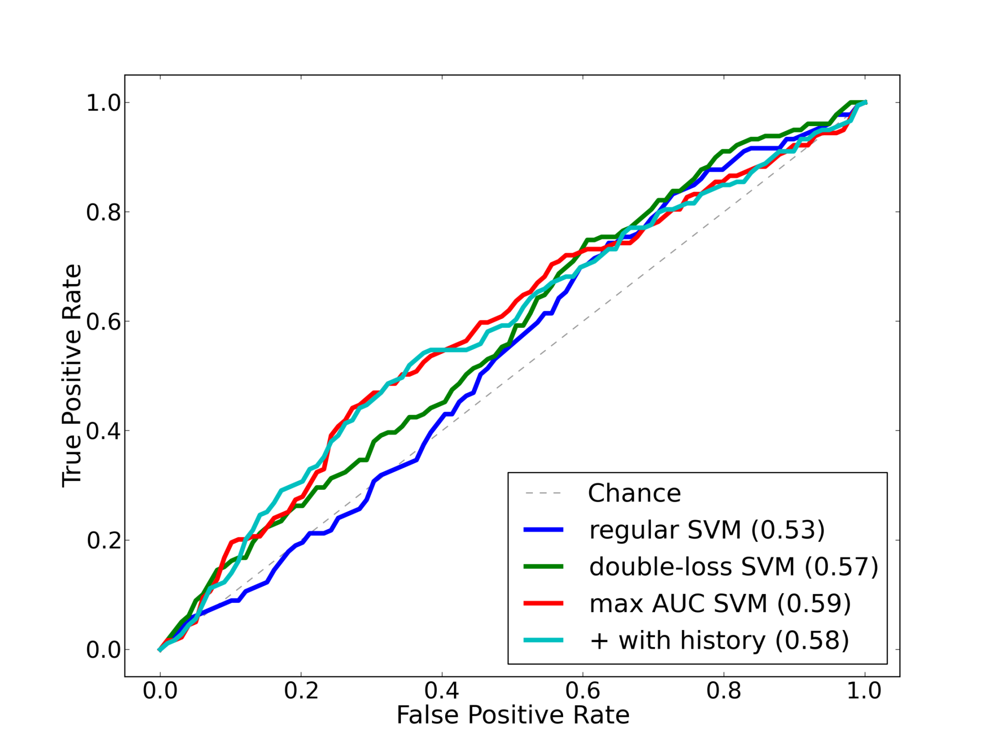 1.0
0.8
0.6
0.4
0.2
0.0
True Positive Rate
Chance
regular SVM (0.53)
double-loss SVM (0.57)
max AUC SVM (0.59)
+ with history (0.58)
0.0 0.2 0.4 0.6 0.8 1.0
False Positive Rate